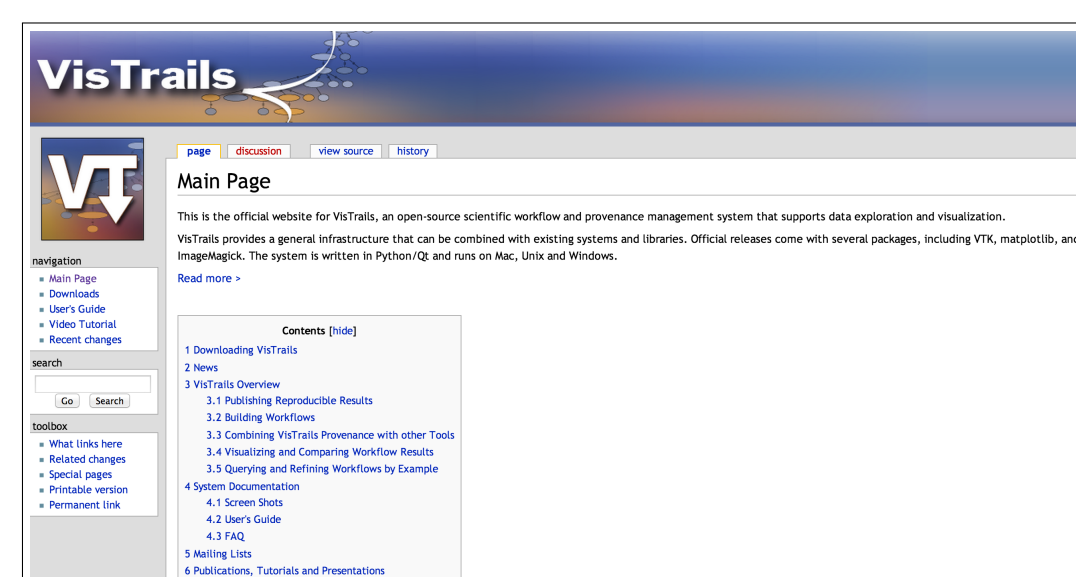 VisTrails
VT
page discussion view source history
Main Page
This is the official website for VisTrails, an open-source scientific workflow and provenance management system that supports data exploration and visualization.
VisTrails provides a general infrastructure that can be combined with existing systems and libraries. Official releases come with several packages, including VTK, matplotlib, and
ImageMagick. The system is written in Python/Qt and runs on Mac, Unix and Windows.
Read more >
navigation
Main Page
Downloads
User's Guide
Video Tutorial
Recent changes
search
Go Search
toolbox
What links here
Related changes
Special pages
Printable version
Permanent link
Contents [hide]
1 Downloading VisTrails
2 News
3 VisTrails Overview
3.1 Publishing Reproducible Results
3.2 Building Workflows
3.3 Combining VisTrails Provenance with other Tools
3.4 Visualizing and Comparing Workflow Results
3.5 Querying and Refining Workflows by Example
4 System Documentation
4.1 Screen Shots
4.2 User's Guide
4.3 FAQ
5 Mailing Lists
6 Publications, Tutorials and Presentations